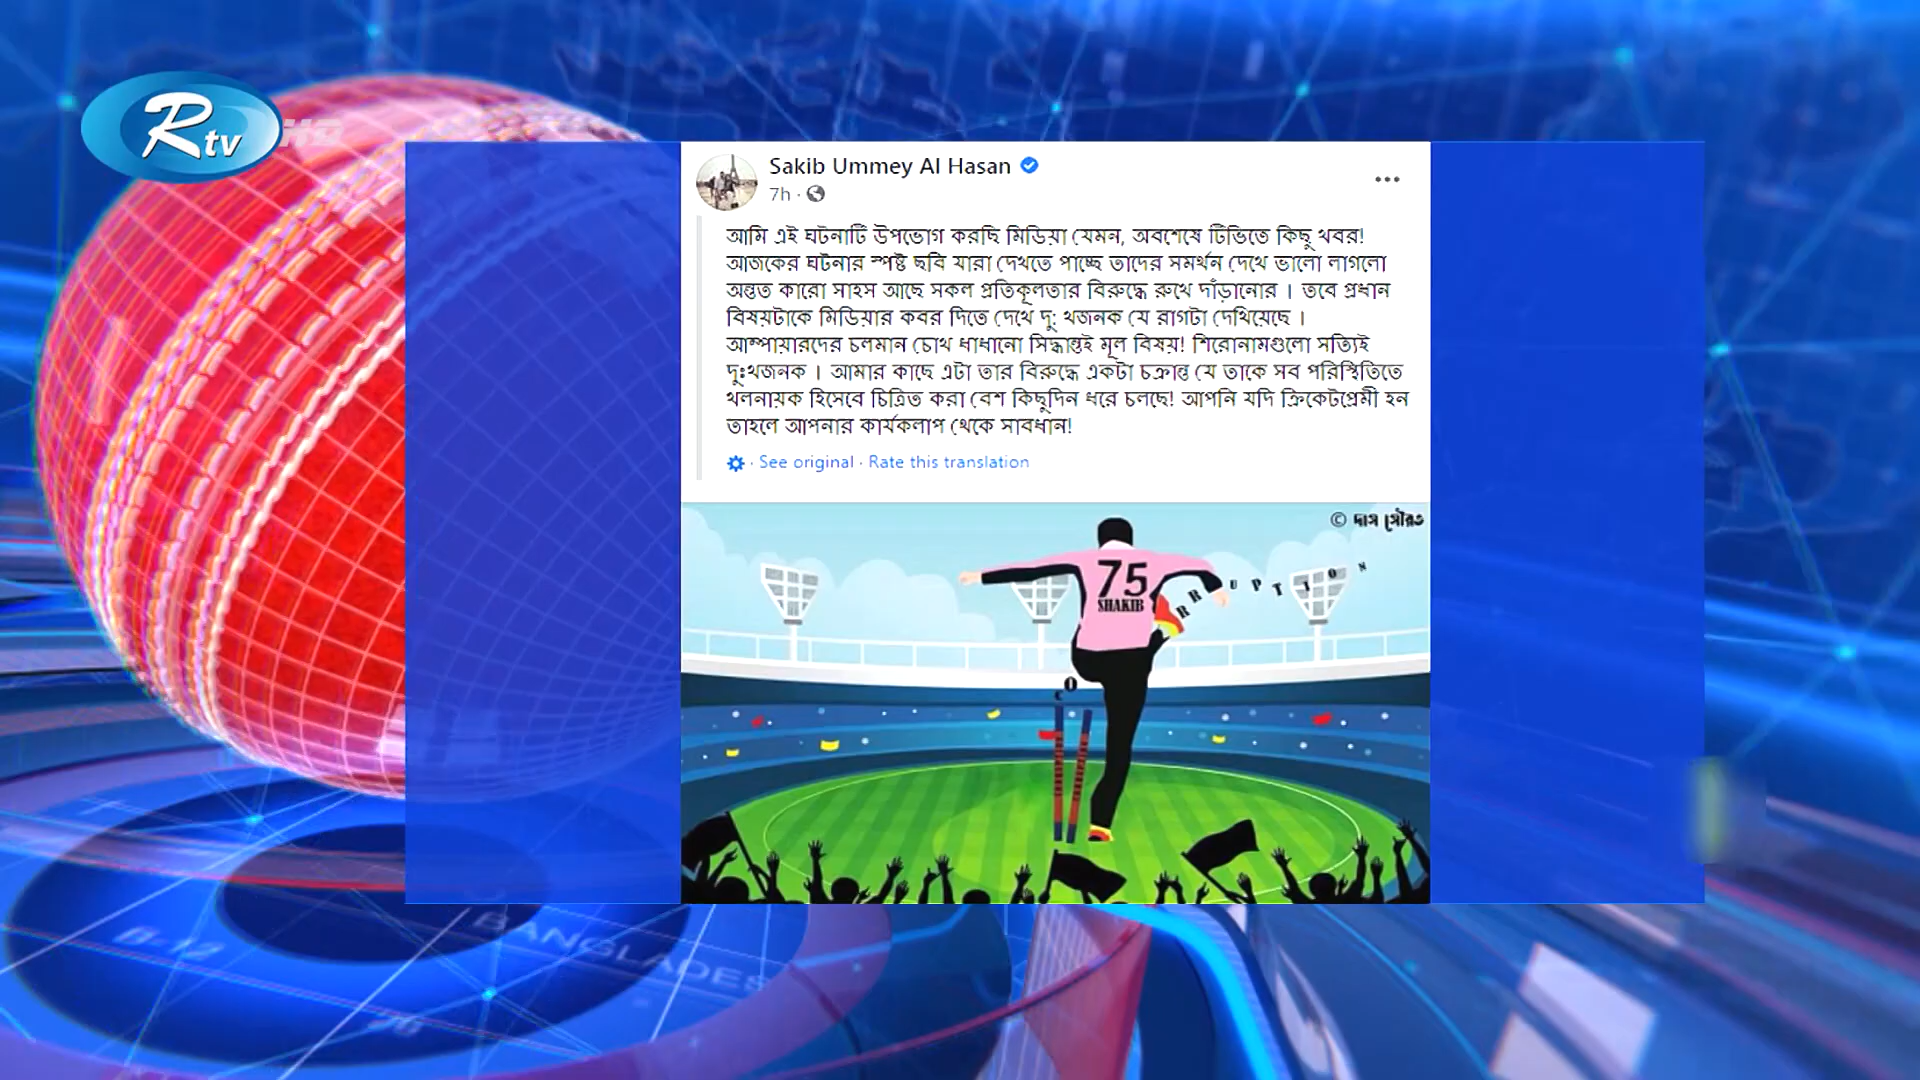 Rtv HD
Sakib Ummey Al Hasan
7h
আমি এই ঘটনাটি উপভোগ করছি মিডিয়া যেমন, অবশেষে টিভিতে কিছু খবর!
আজকের ঘটনার স্পষ্ট ছবি যারা দেখতে পাচ্ছে তাদের সমর্থন দেখে ভালো লাগলো
অন্তত কারো সাহস আছে সকল প্রতিকূলতার বিরুদ্ধে রুখে দাঁড়ানোর । তবে প্রধান
বিষয়টাকে মিডিয়ার কবর দিতে দেখে দু: খজনক যে রাগটা দেখিয়েছে ।
আম্পায়ারদের চলমান চোখ ধাধানো সিদ্ধান্তই মূল বিষয়! শিরোনামগুলো সত্যিই
দুঃখজনক । আমার কাছে এটা তার বিরুদ্ধে একটা চক্রান্ত যে তাকে সব পরিস্থিতিতে
খলনায়ক হিসেবে চিত্রিত করা বেশ কিছুদিন ধরে চলছে! আপনি যদি ক্রিকেটপ্রেমী হন
তাহলে আপনার কার্যকলাপ থেকে সাবধান!
· See original · Rate this translation
© দাস সৌরভ
75
SHAKIB
CORRUPTION
BANGLADES